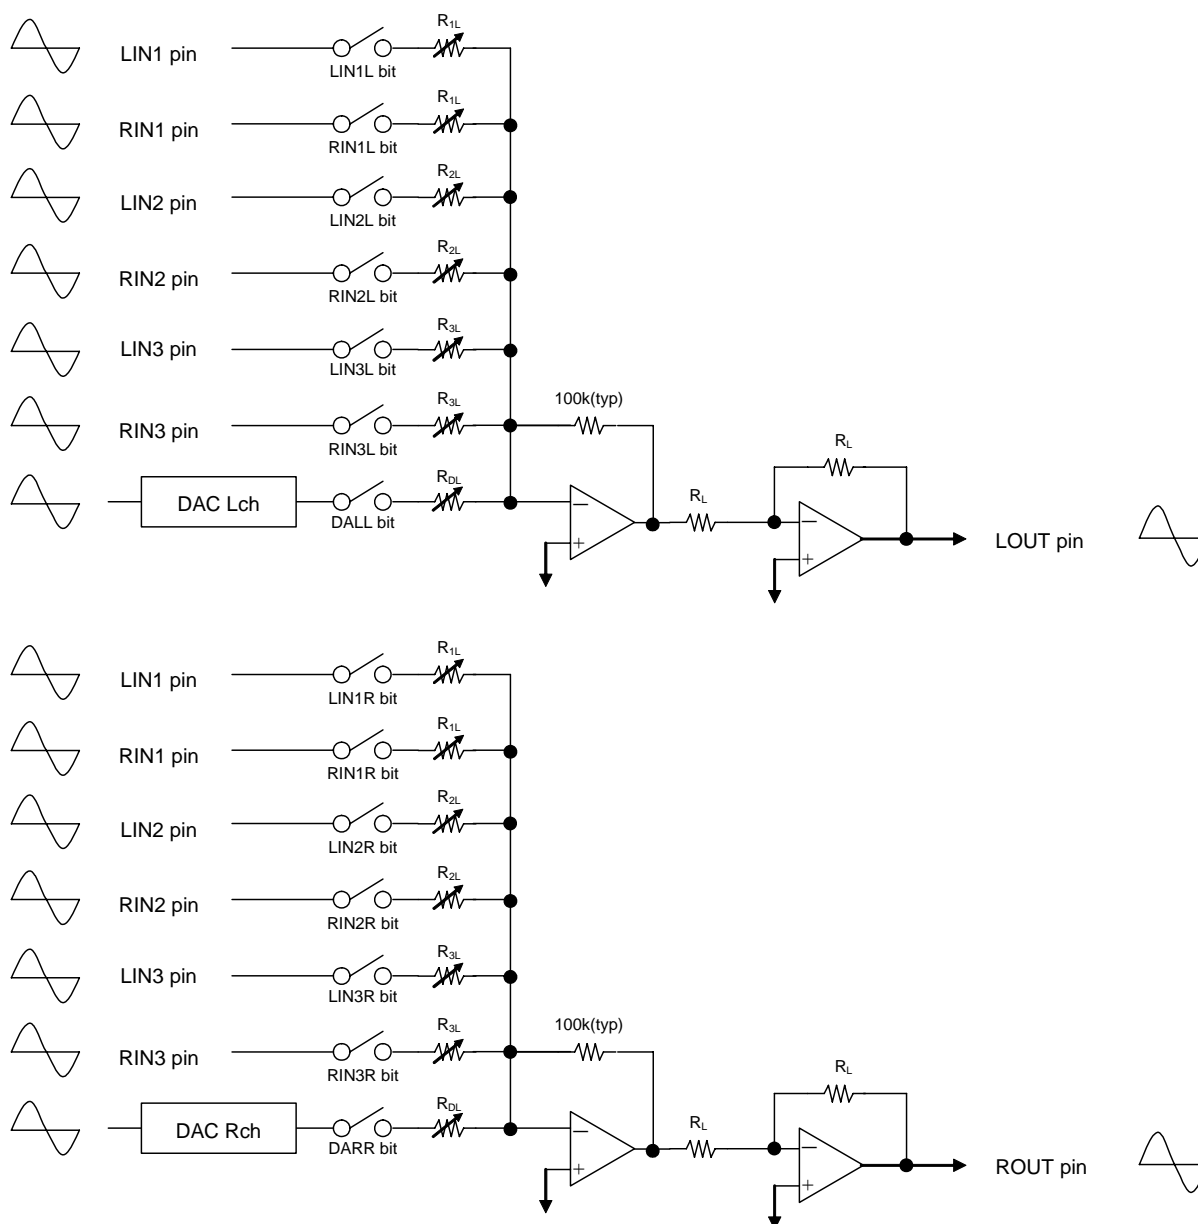 R1L
LIN1 pin
LIN1L bit
R1L
RIN1 pin
RIN1L bit
R2L
LIN2 pin
LIN2L bit
R2L
RIN2 pin
RIN2L bit
R3L
LIN3 pin
LIN3L bit
R3L
100k(typ)
RIN3 pin
RIN3L bit
RL
RDL
DAC Lch
DALL bit
RL
−
+
−
+
LOUT pin
R1L
LIN1 pin
LIN1R bit
R1L
RIN1 pin
RIN1R bit
R2L
LIN2 pin
LIN2R bit
R2L
RIN2 pin
RIN2R bit
R3L
LIN3 pin
LIN3R bit
R3L
100k(typ)
RIN3 pin
RIN3R bit
RL
RDL
DAC Rch
DARR bit
RL
−
+
−
+
ROUT pin